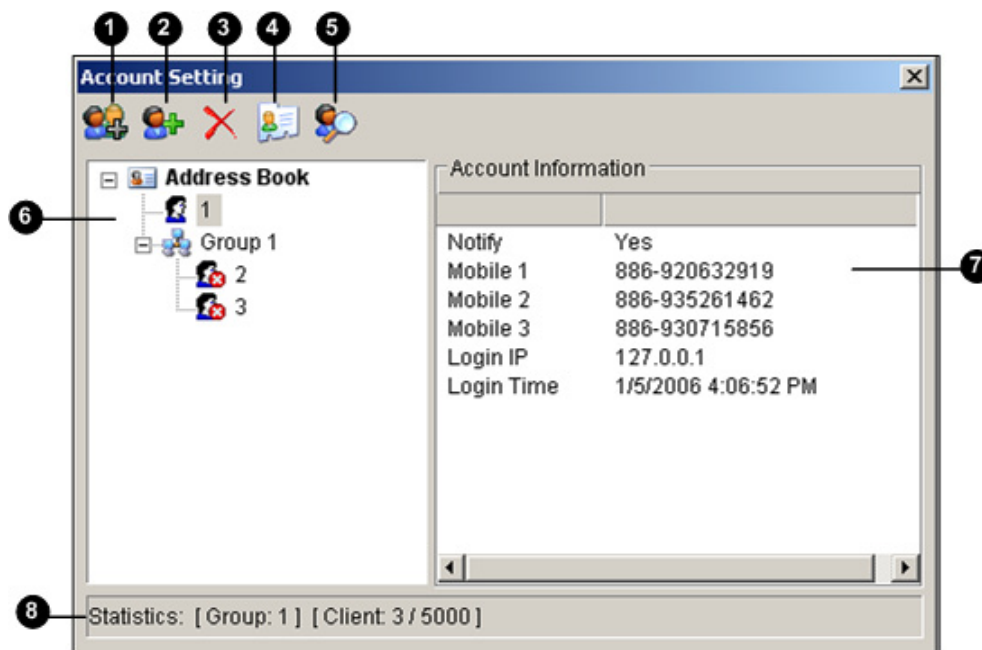 1 2 3 4 5
Account Setting
6
Address Book
1
Group 1
2
3
Account Information
Notify Yes
Mobile 1 886-920632919
7
Mobile 2 886-935261462
Mobile 3 886-930715856
Login IP 127.0.0.1
Login Time 1/5/2006 4:06:52 PM
8
Statistics: [ Group: 1 ] [ Client: 3 / 5000 ]